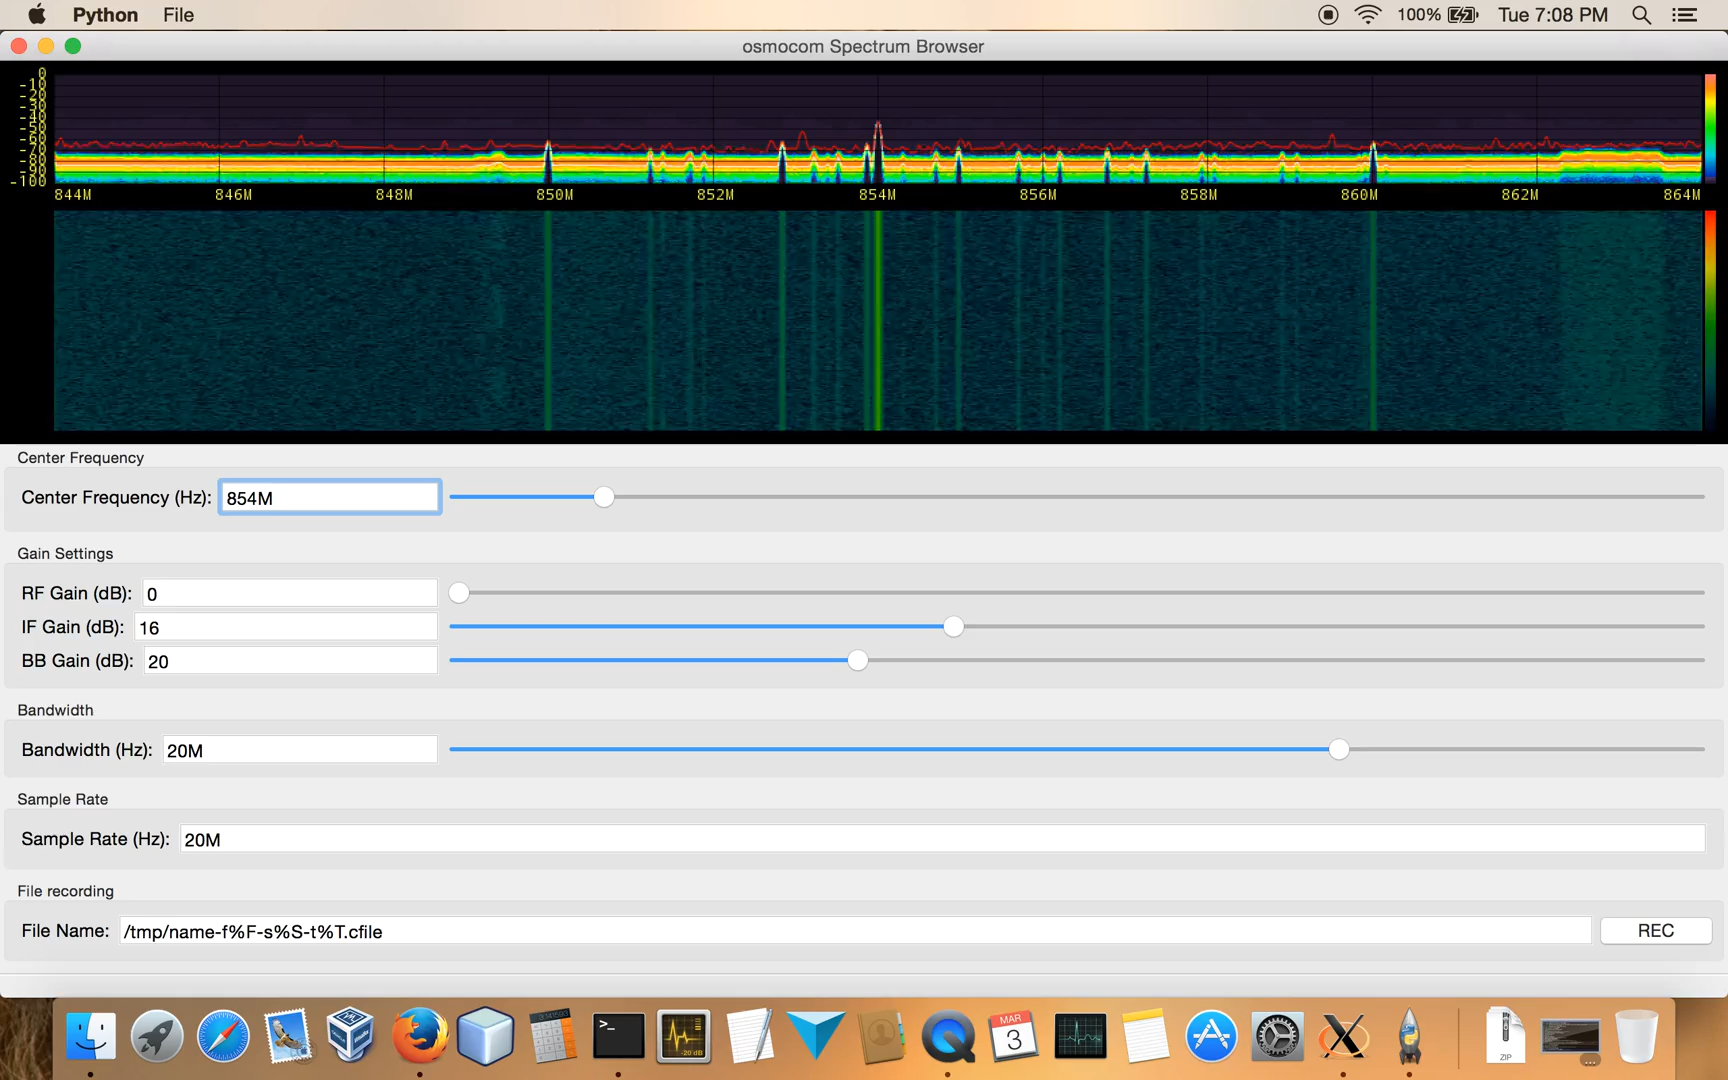 Python File 100% Tue 7:08 PM
osmocom Spectrum Browser
0
-10
-20
-30
-40
-50
-60
-70
-80
-90
-100
844M 846M 848M 850M 852M 854M 856M 858M 860M 862M 864M
Center Frequency
Center Frequency (Hz): 854M
Gain Settings
RF Gain (dB): 0
IF Gain (dB): 16
BB Gain (dB): 20
Bandwidth
Bandwidth (Hz): 20M
Sample Rate
Sample Rate (Hz): 20M
File recording
File Name: /tmp/name-f%F-s%S-t%T.cfile REC
>_
-20 dB
MAR
3
ZIP